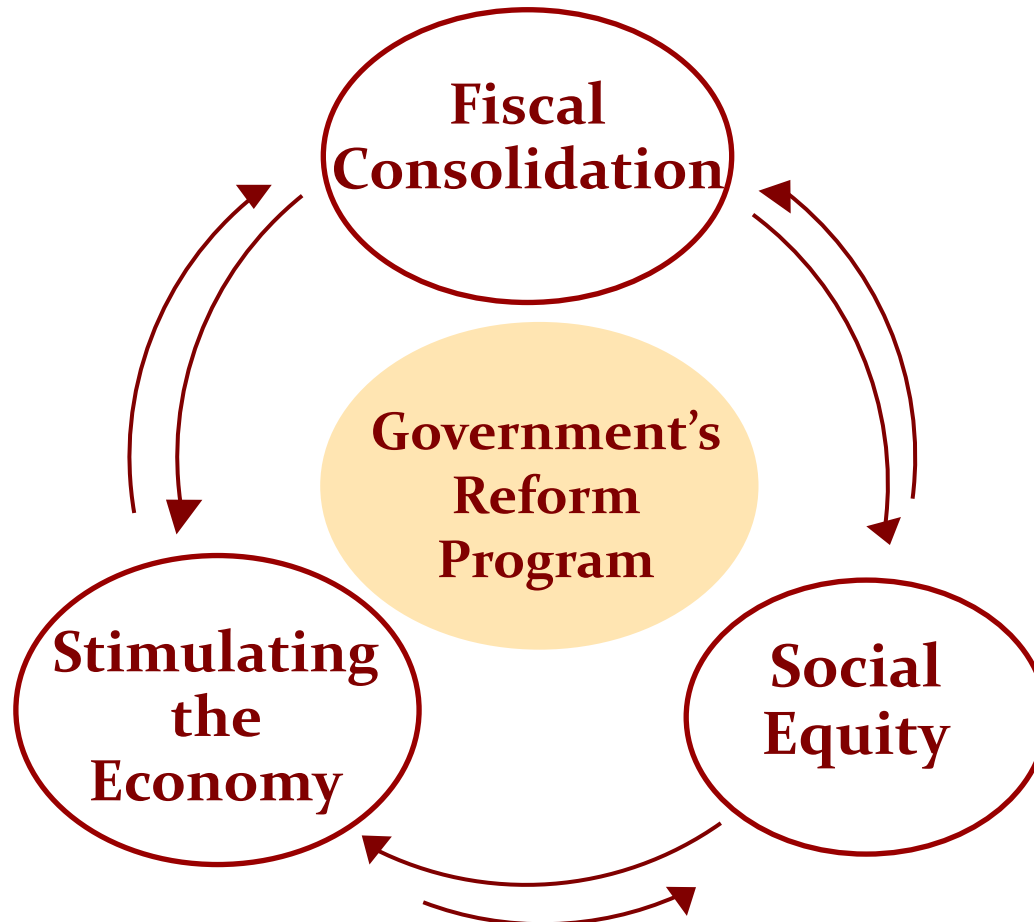 Fiscal
Consolidation
Government’s
Reform
Program
Stimulating
the
Economy
Social
Equity